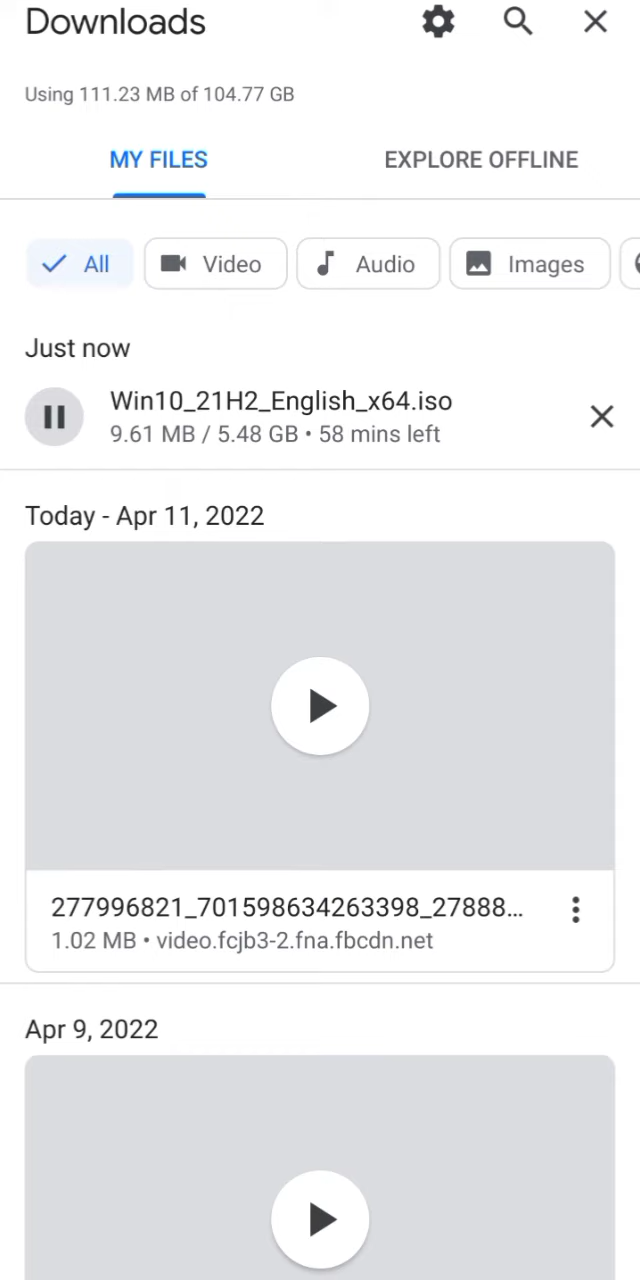 Downloads
Using 111.23 MB of 104.77 GB
MY FILES
EXPLORE OFFLINE
All
Video
Audio
Images
Just now
Win10_21H2_English_x64.iso
9.61 MB / 5.48 GB • 58 mins left
Today - Apr 11, 2022
277996821_701598634263398_27888...
1.02 MB • video.fcjb3-2.fna.fbcdn.net
Apr 9, 2022